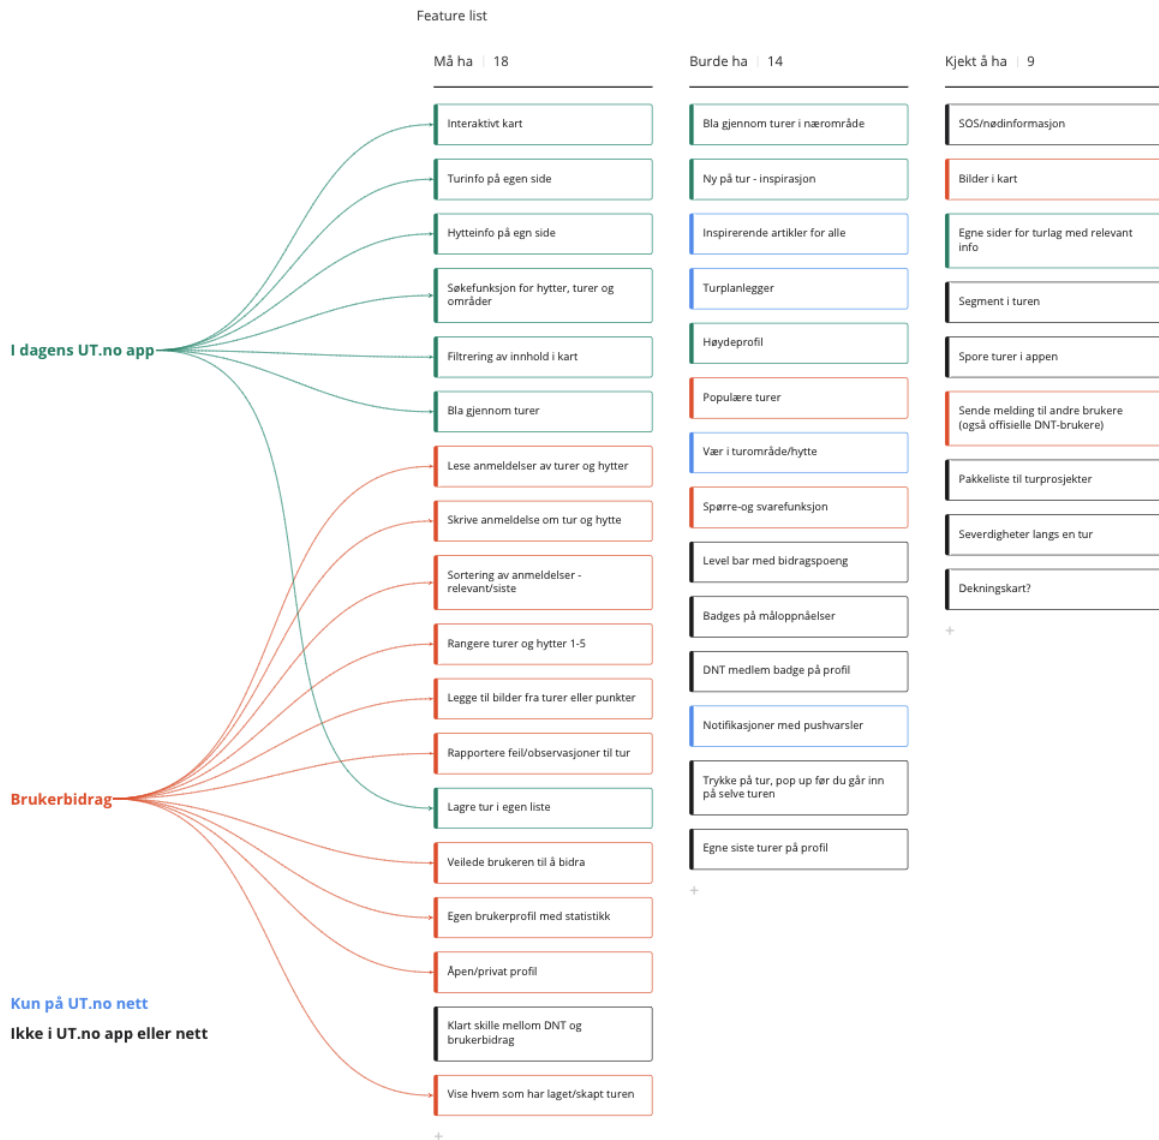 Feature list
Må ha | 18
Interaktivt kart
Turinfo på egen side
Hytteinfo på egn side
Søkefunksjon for hytter, turer og
områder
Filtrering av innhold i kart
Bla gjennom turer
Lese anmeldelser av turer og hytter
Skrive anmeldelse om tur og hytte
Sortering av anmeldelser -
relevant/siste
Rangere turer og hytter 1-5
Legge til bilder fra turer eller punkter
Rapportere feil/observasjoner til tur
Lagre tur i egen liste
Veilede brukeren til å bidra
Egen brukerprofil med statistikk
Åpen/privat profil
Klart skille mellom DNT og
brukerbidrag
Vise hvem som har laget/skapt turen
+
Burde ha | 14
Bla gjennom turer i nærområde
Ny på tur - inspirasjon
Inspirerende artikler for alle
Turplanlegger
Høydeprofil
Populære turer
Vær i turområde/hytte
Spørre-og svarefunksjon
Level bar med bidragspoeng
Badges på måloppnåelser
DNT medlem badge på profil
Notifikasjoner med pushvarsler
Trykke på tur, pop up før du går inn
på selve turen
Egne siste turer på profil
+
Kjekt å ha | 9
SOS/nødinformasjon
Bilder i kart
Egne sider for turlag med relevant
info
Segment i turen
Spore turer i appen
Sende melding til andre brukere
(også offisielle DNT-brukere)
Pakkeliste til turprosjekter
Severdigheter langs en tur
Dekningskart?
+
I dagens UT.no app
Brukerbidrag
Kun på UT.no nett
Ikke i UT.no app eller nett